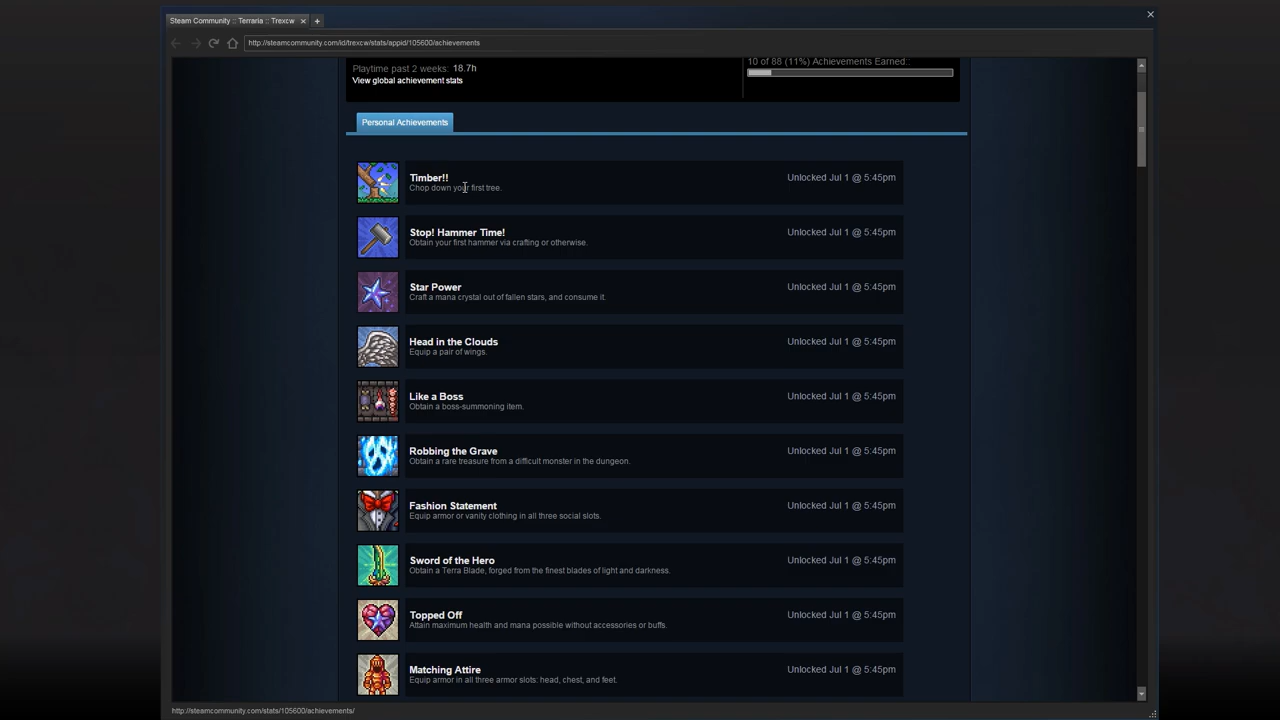 Steam Community :: Terraria :: Trexcw
http://steamcommunity.com/id/trexcw/stats/appid/105600/achievements
Playtime past 2 weeks: 18.7h
10 of 88 (11%) Achievements Earned::
View global achievement stats
Personal Achievements
Timber!!
Unlocked Jul 1 @ 5:45pm
Chop down your first tree.
Stop! Hammer Time!
Unlocked Jul 1 @ 5:45pm
Obtain your first hammer via crafting or otherwise.
Star Power
Unlocked Jul 1 @ 5:45pm
Craft a mana crystal out of fallen stars, and consume it.
Head in the Clouds
Unlocked Jul 1 @ 5:45pm
Equip a pair of wings.
Like a Boss
Unlocked Jul 1 @ 5:45pm
Obtain a boss-summoning item.
Robbing the Grave
Unlocked Jul 1 @ 5:45pm
Obtain a rare treasure from a difficult monster in the dungeon.
Fashion Statement
Unlocked Jul 1 @ 5:45pm
Equip armor or vanity clothing in all three social slots.
Sword of the Hero
Unlocked Jul 1 @ 5:45pm
Obtain a Terra Blade, forged from the finest blades of light and darkness.
Topped Off
Unlocked Jul 1 @ 5:45pm
Attain maximum health and mana possible without accessories or buffs.
Matching Attire
Unlocked Jul 1 @ 5:45pm
Equip armor in all three armor slots: head, chest, and feet.
http://steamcommunity.com/stats/105600/achievements/